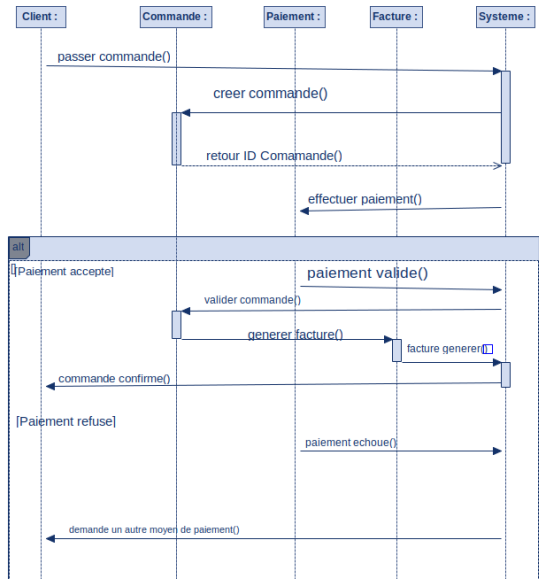 Client :
Commande :
Paiement :
Facture :
Systeme :
passer commande()
creer commande()
retour ID Comamande()
effectuer paiement()
alt
[Paiement accepte]
paiement valide()
valider commande()
generer facture()
facture generer()
commande confirme()
[Paiement refuse]
paiement echoue()
demande un autre moyen de paiement()